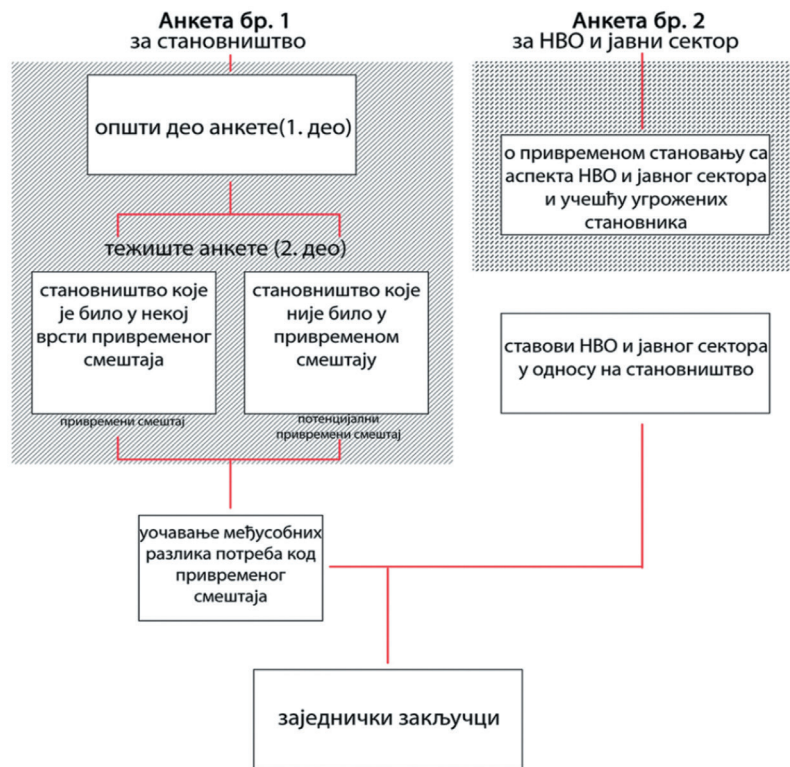 Анкета бр. 1
за становништво
општи део анкете(1. део)
тежиште анкете (2. део)
становништво које
је било у некој
врсти привременог
смештаја
привремени смештај
становништво које
није било у
привременом
смештају
потенцијални
привремени смештај
уочавање међусобних
разлика потреба код
привременог
смештаја
Анкета бр. 2
за НВО и јавни сектор
о привременом становању са
аспекта НВО и јавног сектора
и учешћу угрожених
становника
ставови НВО и јавног сектора
у односу на становништво
заједнички закључци